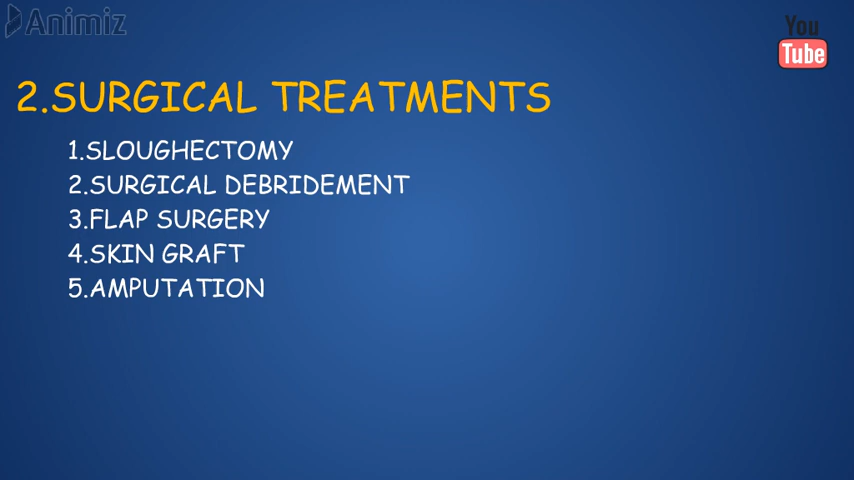 Animiz
You
Tube
2.SURGICAL TREATMENTS
1.SLOUGHECTOMY
2.SURGICAL DEBRIDEMENT
3.FLAP SURGERY
4.SKIN GRAFT
5.AMPUTATION